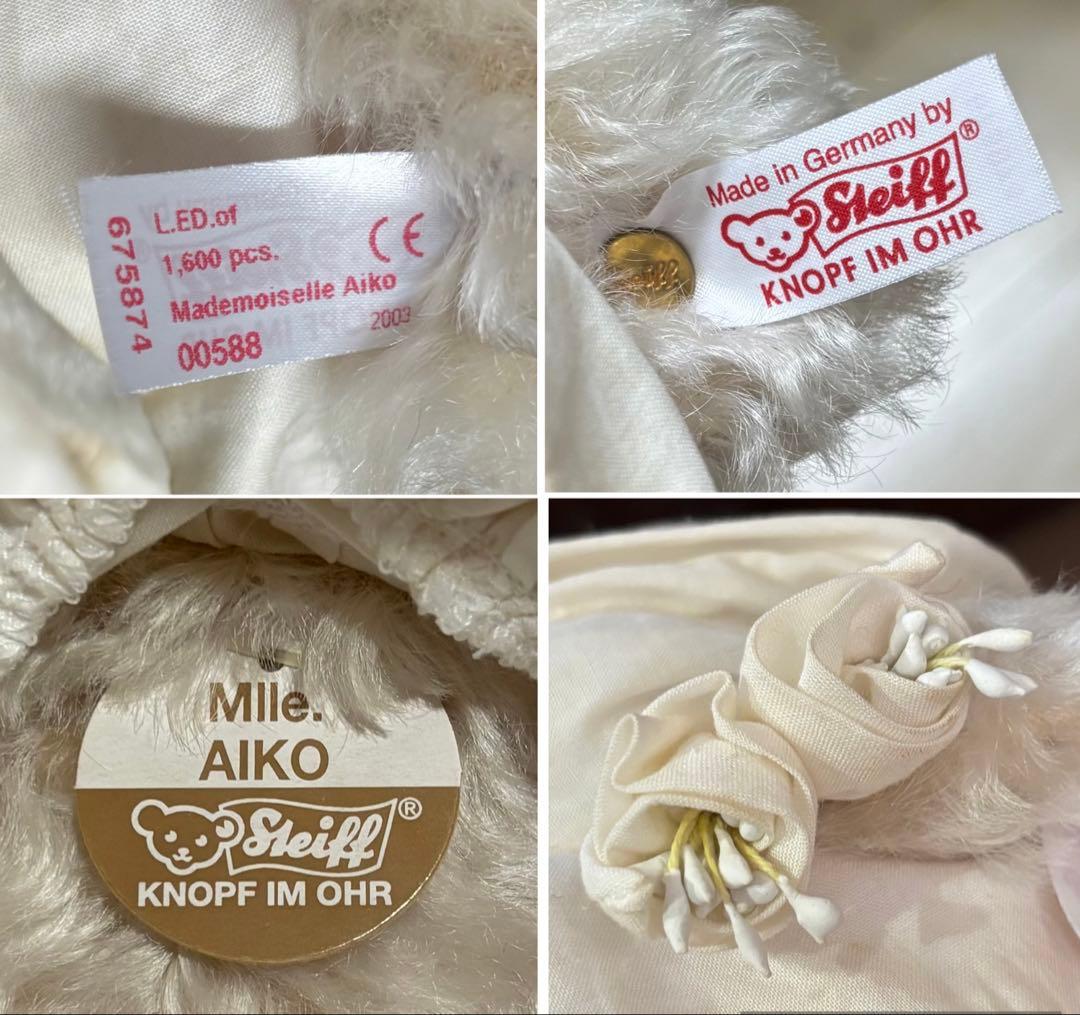 675874
L.ED.of
1,600 pcs.
Mademoiselle Aiko
2003
00588
CE
Made in Germany by
Steiff®
KNOPF IM OHR
Mlle.
AIKO
Steiff®
KNOPF IM OHR